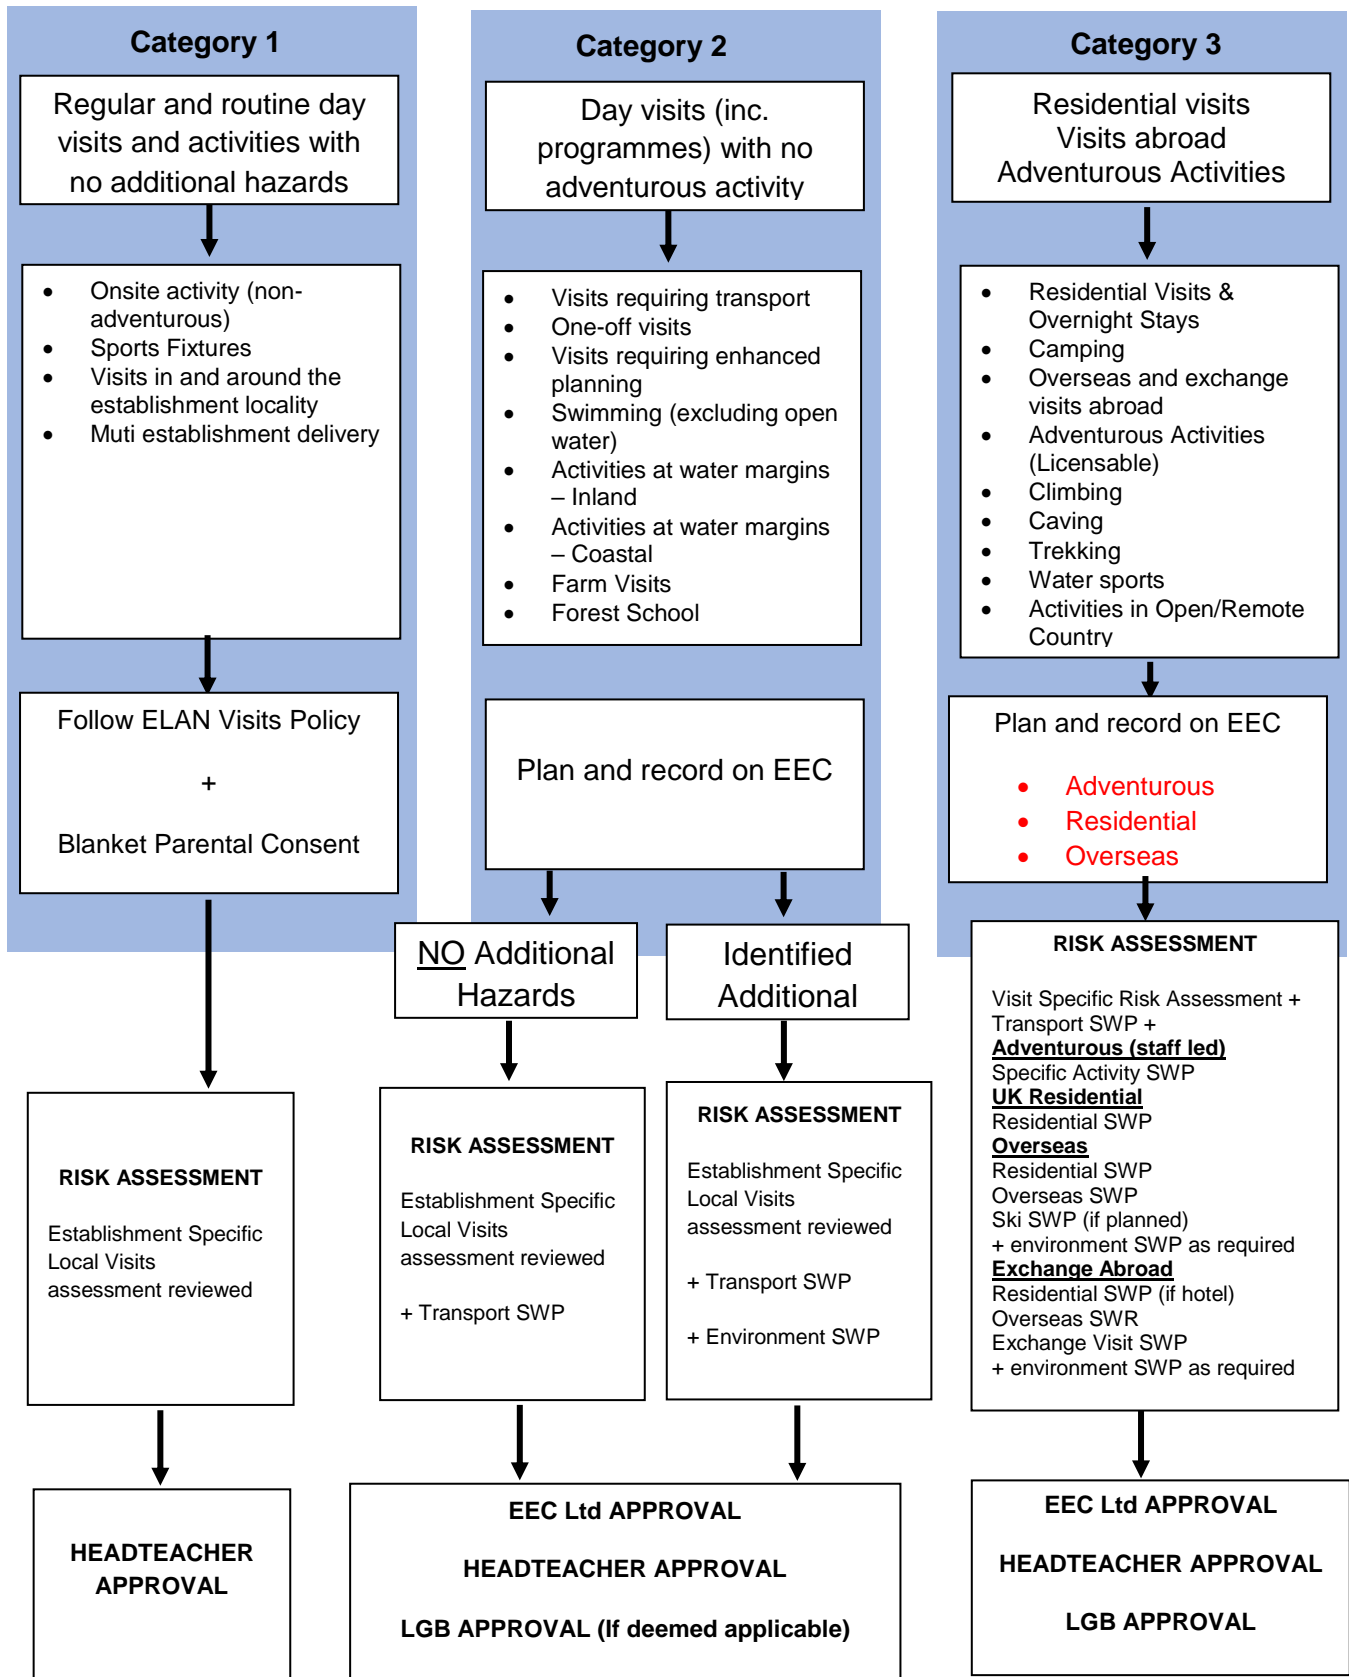 Category 1
Regular and routine day
visits and activities with
no additional hazards
• Onsite activity (non-
adventurous)
• Sports Fixtures
• Visits in and around the
establishment locality
• Muti establishment delivery
Follow ELAN Visits Policy
+
Blanket Parental Consent
RISK ASSESSMENT
Establishment Specific
Local Visits
assessment reviewed
HEADTEACHER
APPROVAL
Category 2
Day visits (inc.
programmes) with no
adventurous activity
• Visits requiring transport
• One-off visits
• Visits requiring enhanced
planning
• Swimming (excluding open
water)
• Activities at water margins
– Inland
• Activities at water margins
– Coastal
• Farm Visits
• Forest School
Plan and record on EEC
NO Additional
Hazards
RISK ASSESSMENT
Establishment Specific
Local Visits
assessment reviewed
+ Transport SWP
Identified
Additional
RISK ASSESSMENT
Establishment Specific
Local Visits
assessment reviewed
+ Transport SWP
+ Environment SWP
EEC Ltd APPROVAL
HEADTEACHER APPROVAL
LGB APPROVAL (If deemed applicable)
Category 3
Residential visits
Visits abroad
Adventurous Activities
• Residential Visits &
Overnight Stays
• Camping
• Overseas and exchange
visits abroad
• Adventurous Activities
(Licensable)
• Climbing
• Caving
• Trekking
• Water sports
• Activities in Open/Remote
Country
Plan and record on EEC
• Adventurous
• Residential
• Overseas
RISK ASSESSMENT
Visit Specific Risk Assessment +
Transport SWP +
Adventurous (staff led)
Specific Activity SWP
UK Residential
Residential SWP
Overseas
Residential SWP
Overseas SWP
Ski SWP (if planned)
+ environment SWP as required
Exchange Abroad
Residential SWP (if hotel)
Overseas SWR
Exchange Visit SWP
+ environment SWP as required
EEC Ltd APPROVAL
HEADTEACHER APPROVAL
LGB APPROVAL